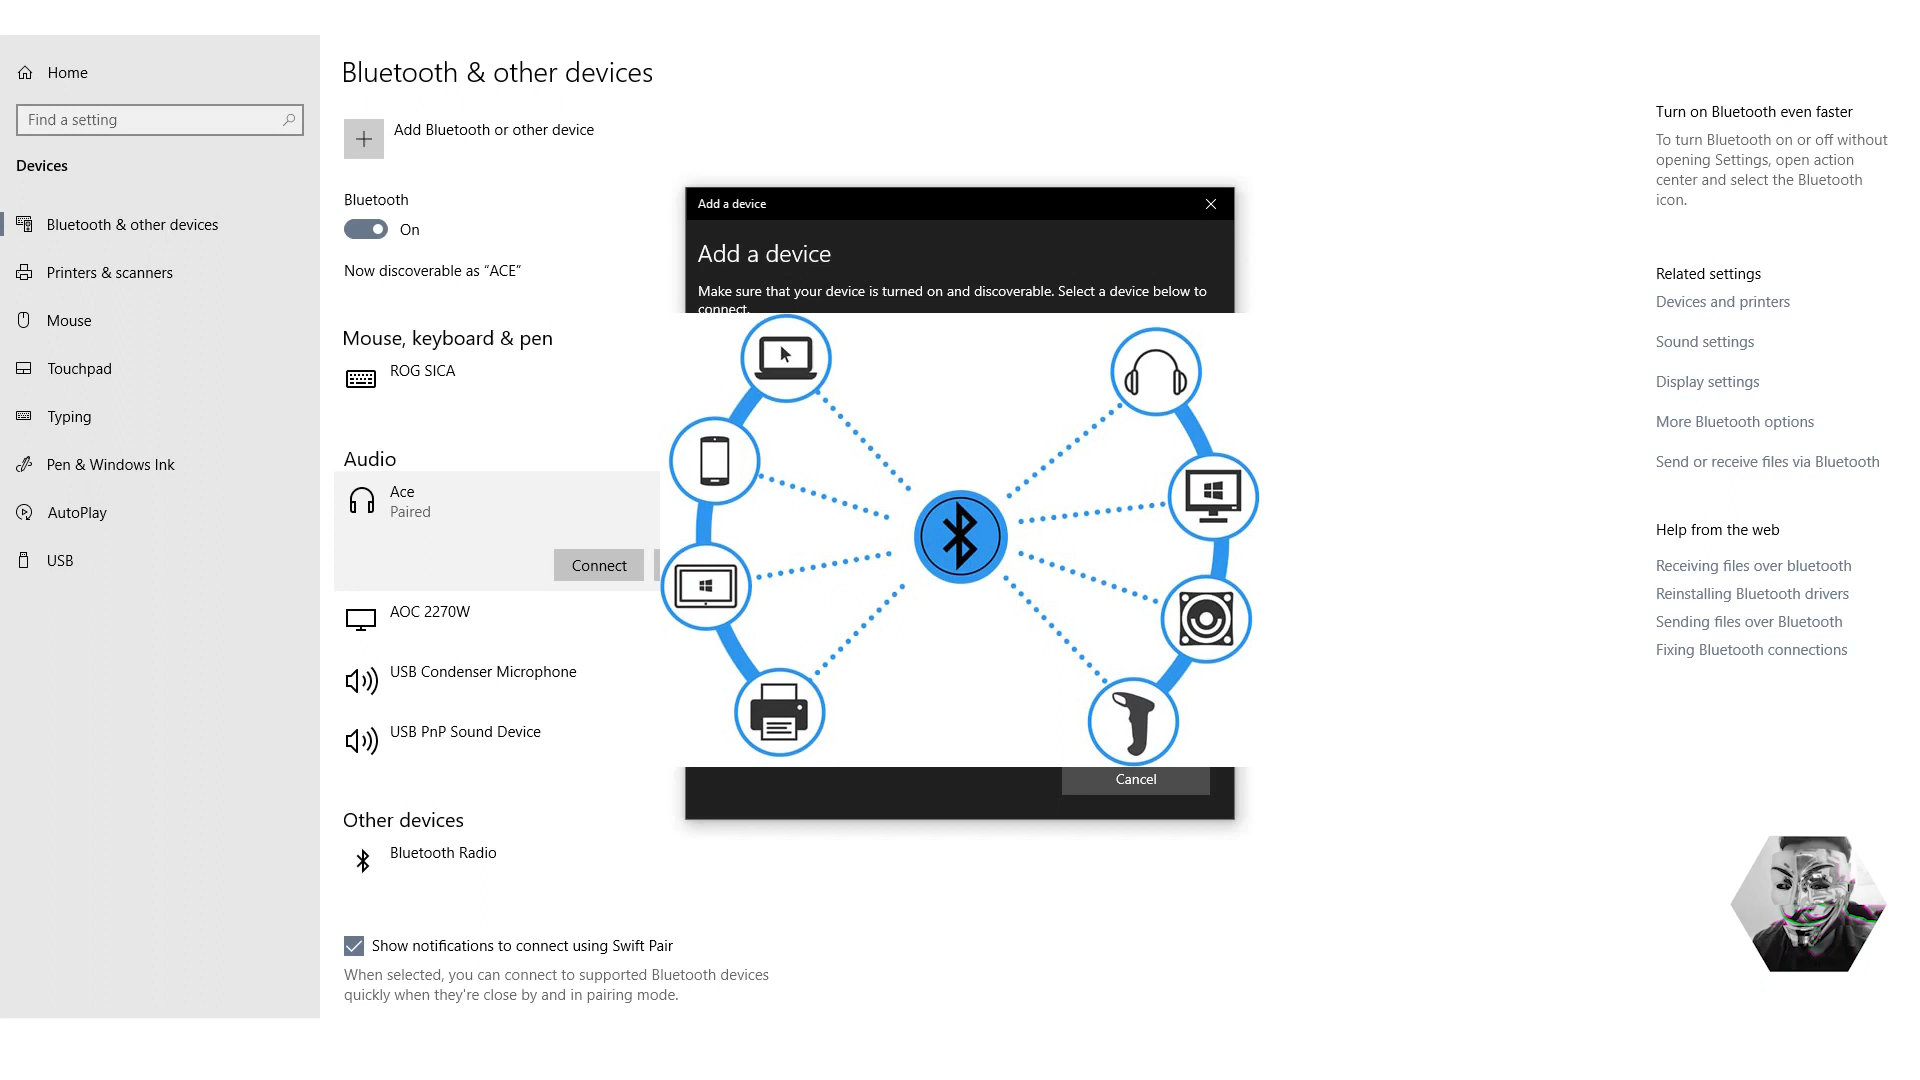 Home
Find a setting
Devices
Bluetooth & other devices
Printers & scanners
Mouse
Touchpad
Typing
Pen & Windows Ink
AutoPlay
USB
Bluetooth & other devices
Add Bluetooth or other device
Bluetooth
On
Now discoverable as “ACE”
Mouse, keyboard & pen
ROG SICA
Audio
Ace
Paired
Connect
AOC 2270W
USB Condenser Microphone
USB PnP Sound Device
Other devices
Bluetooth Radio
Show notifications to connect using Swift Pair
When selected, you can connect to supported Bluetooth devices
quickly when they're close by and in pairing mode.
Add a device
Add a device
Make sure that your device is turned on and discoverable. Select a device below to
connect.
Cancel
Turn on Bluetooth even faster
To turn Bluetooth on or off without
opening Settings, open action
center and select the Bluetooth
icon.
Related settings
Devices and printers
Sound settings
Display settings
More Bluetooth options
Send or receive files via Bluetooth
Help from the web
Receiving files over bluetooth
Reinstalling Bluetooth drivers
Sending files over Bluetooth
Fixing Bluetooth connections